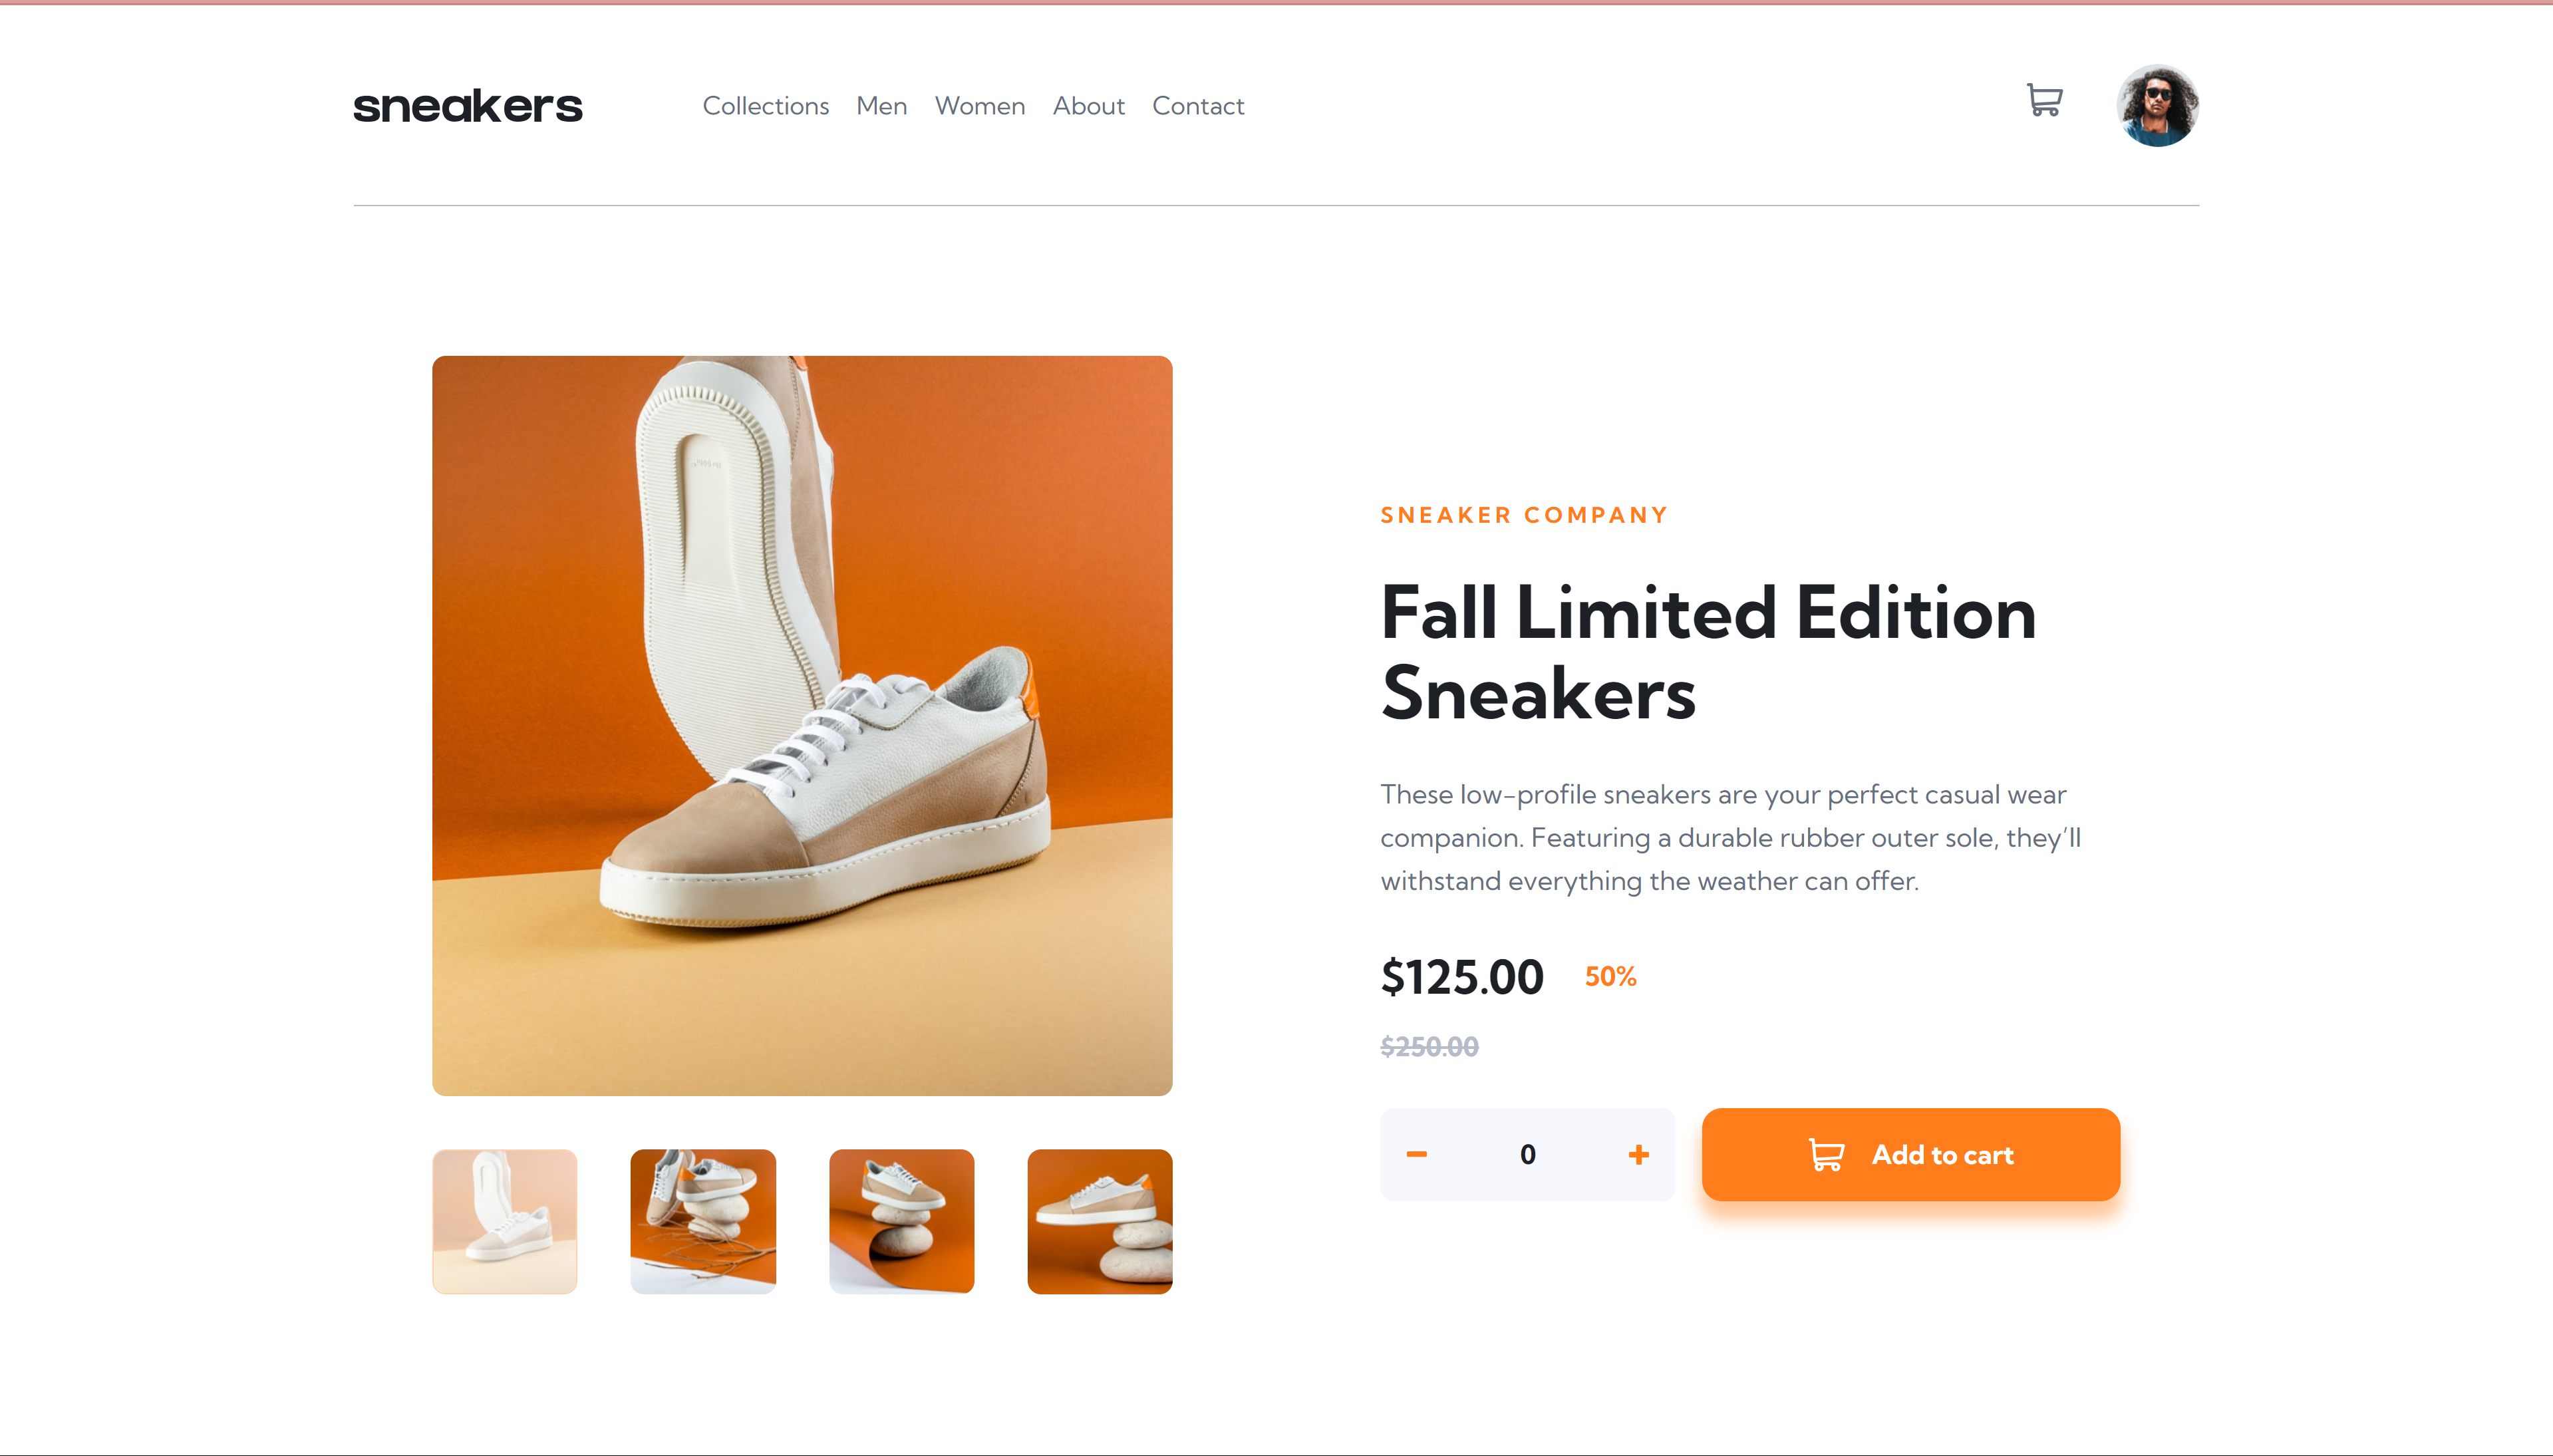 sneakers
Collections Men Women About Contact
SNEAKER COMPANY
Fall Limited Edition
Sneakers
These low-profile sneakers are your perfect casual wear
companion. Featuring a durable rubber outer sole, they’ll
withstand everything the weather can offer.
$125.00 50%
$250.00
0 Add to cart